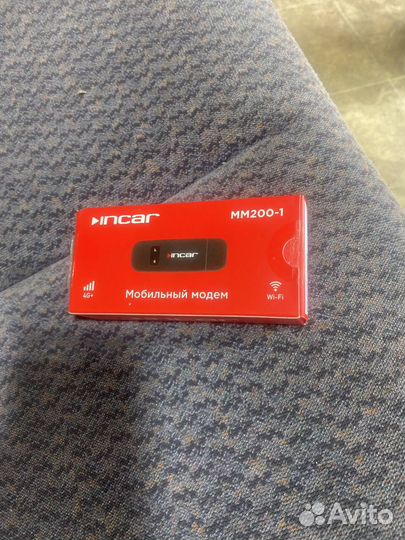 INCAR
MM200-1
INCAR
4G+
Мобильный модем
Wi-Fi
Avito